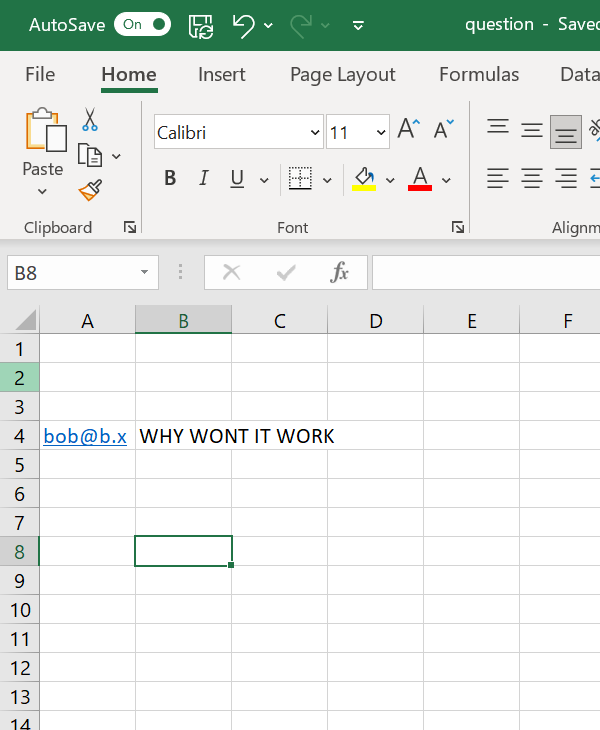 AutoSave On question - Saved
File Home Insert Page Layout Formulas Data
Calibri 11 A A
Paste B I U A
Clipboard Font Alignm
B8 fx
A B C D E F
1
2
3
4 bob@b.x WHY WONT IT WORK
5
6
7
8
9
10
11
12
13
14